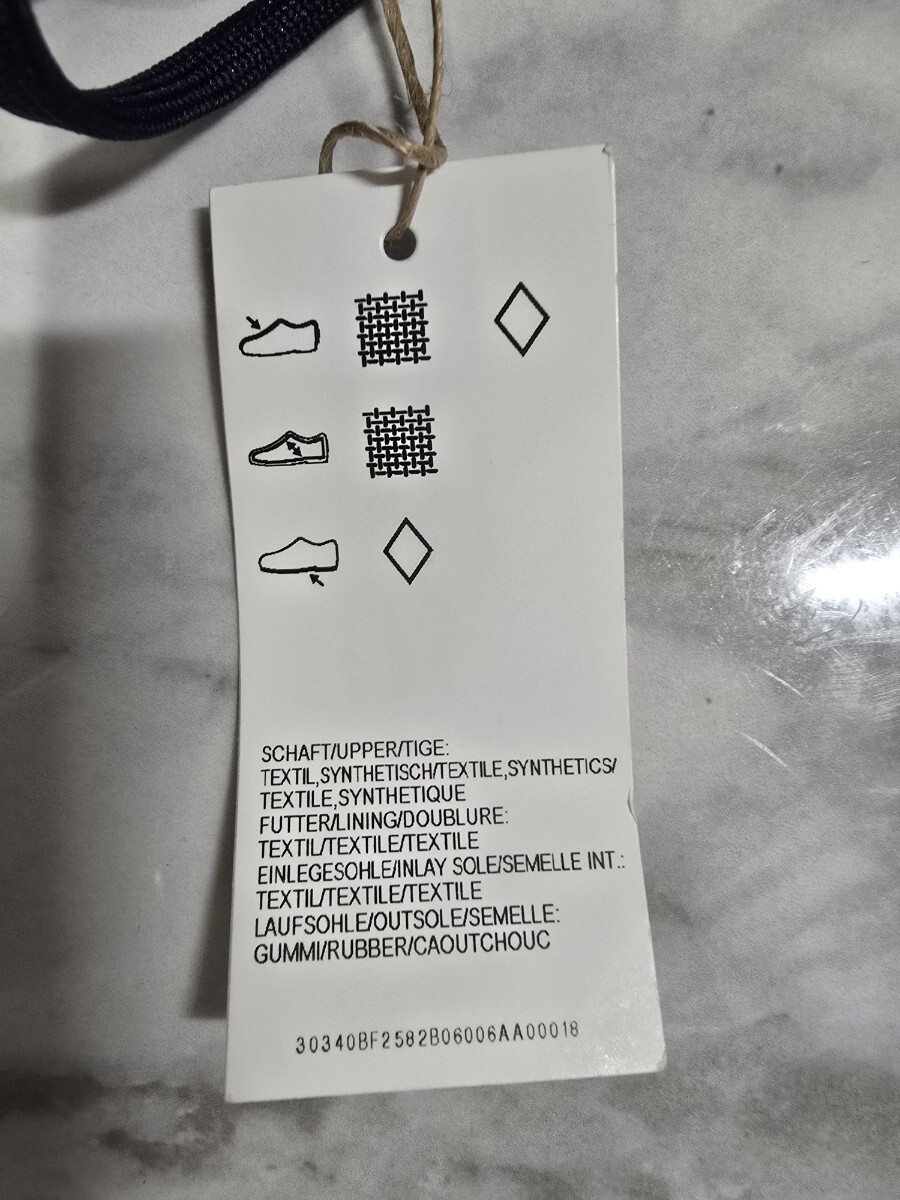 SCHAFT/UPPER/TIGE:
TEXTIL,SYNTHETISCH/TEXTILE,SYNTHETICS/
TEXTILE,SYNTHETIQUE
FUTTER/LINING/DOUBLURE:
TEXTIL/TEXTILE/TEXTILE
EINLEGESOHLE/INLAY SOLE/SEMELLE INT.:
TEXTIL/TEXTILE/TEXTILE
LAUFSOHLE/OUTSOLE/SEMELLE:
GUMMI/RUBBER/CAOUTCHOUC
30340BF2582B06006AA00018